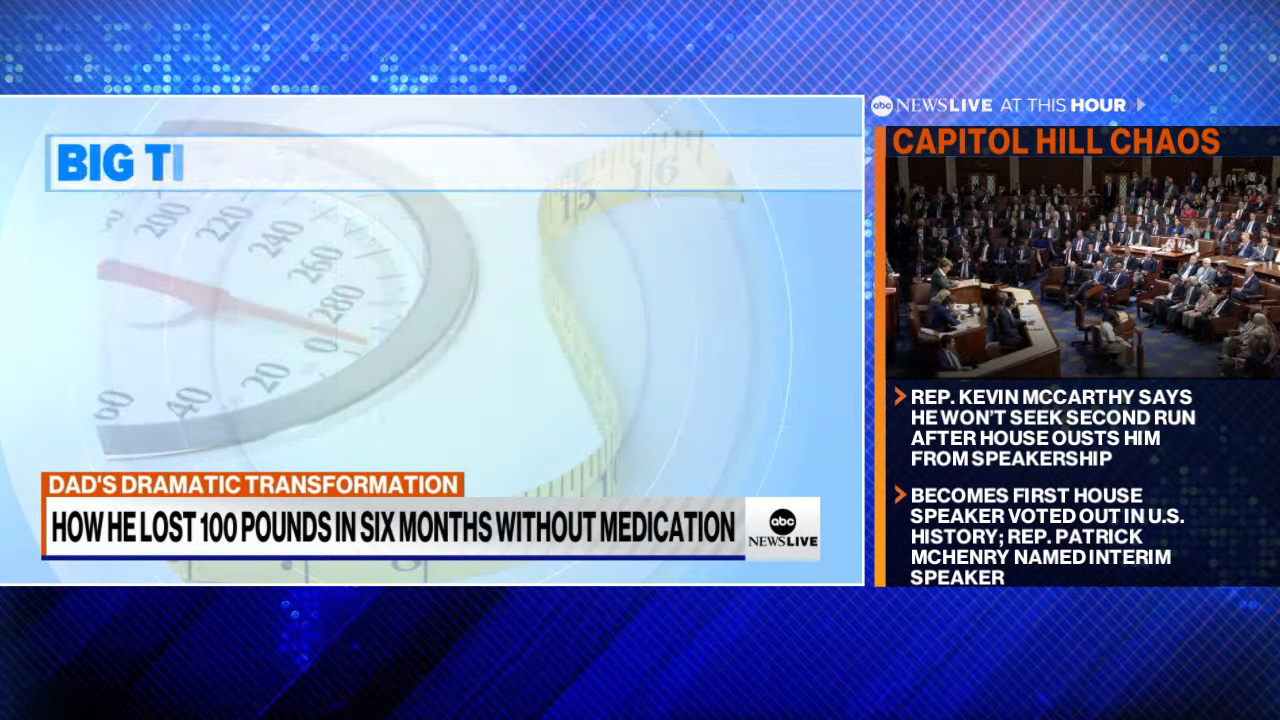 BIG TI
200
220
240
260
280
0
20
40
60
15
16
DAD'S DRAMATIC TRANSFORMATION
HOW HE LOST 100 POUNDS IN SIX MONTHS WITHOUT MEDICATION
abc
NEWSLIVE
abc NEWSLIVE AT THIS HOUR
CAPITOL HILL CHAOS
REP. KEVIN MCCARTHY SAYS
HE WON'T SEEK SECOND RUN
AFTER HOUSE OUSTS HIM
FROM SPEAKERSHIP
BECOMES FIRST HOUSE
SPEAKER VOTED OUT IN U.S.
HISTORY; REP. PATRICK
MCHENRY NAMED INTERIM
SPEAKER